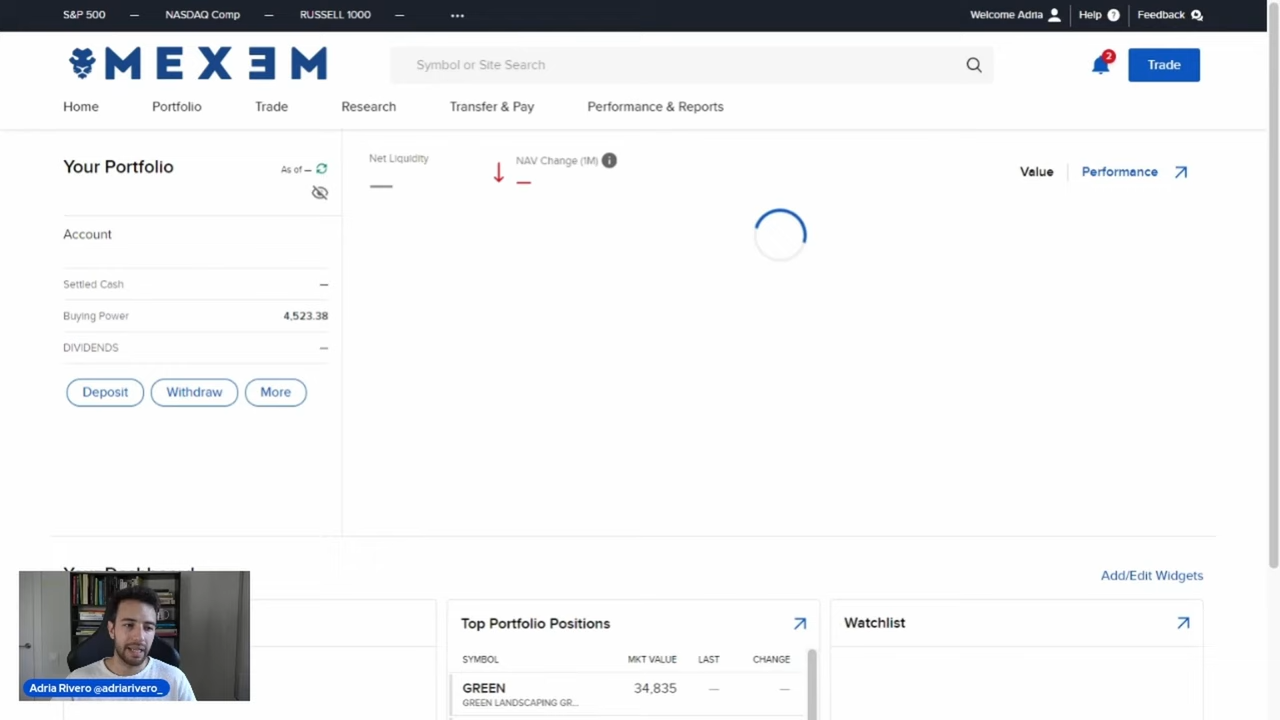 S&P 500 — NASDAQ Comp — RUSSELL 1000 — ••• Welcome Adria Help ? Feedback
MEXEM
Symbol or Site Search
2
Trade
Home Portfolio Trade Research Transfer & Pay Performance & Reports
Your Portfolio
As of —
Net Liquidity
—
NAV Change (1M)
—
Value Performance
Account
Settled Cash —
Buying Power 4,523.38
DIVIDENDS —
Deposit Withdraw More
Add/Edit Widgets
Top Portfolio Positions
SYMBOL MKT VALUE LAST CHANGE
GREEN 34,835 — —
GREEN LANDSCAPING GR...
Watchlist
Adria Rivero @adriarivero_